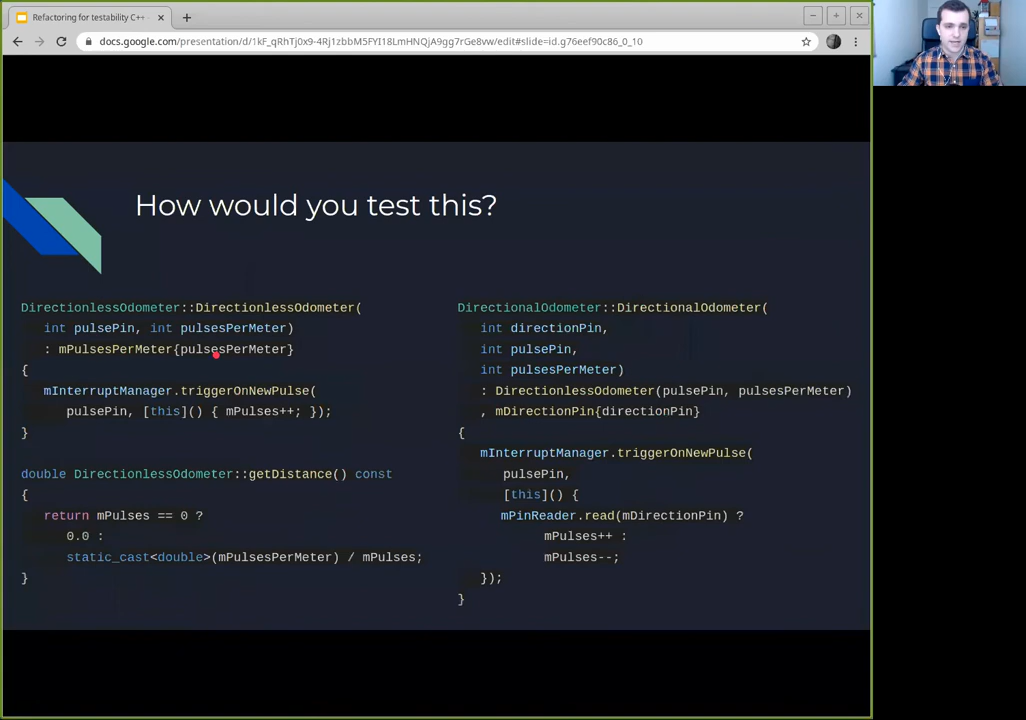 Refactoring for testability C++ -
docs.google.com/presentation/d/1kF_qRhTj0x9-4Rj1zbbM5FYI18LmHNQjA9gg7rGe8vw/edit#slide=id.g76eef90c86_0_10
How would you test this?
DirectionlessOdometer::DirectionlessOdometer(
int pulsePin, int pulsesPerMeter)
: mPulsesPerMeter{pulsesPerMeter}
{
mInterruptManager.triggerOnNewPulse(
pulsePin, [this]() { mPulses++; });
}
double DirectionlessOdometer::getDistance() const
{
return mPulses == 0 ?
0.0 :
static_cast<double>(mPulsesPerMeter) / mPulses;
}
DirectionalOdometer::DirectionalOdometer(
int directionPin,
int pulsePin,
int pulsesPerMeter)
: DirectionlessOdometer(pulsePin, pulsesPerMeter)
, mDirectionPin{directionPin}
{
mInterruptManager.triggerOnNewPulse(
pulsePin,
[this]() {
mPinReader.read(mDirectionPin) ?
mPulses++ :
mPulses--;
});
}